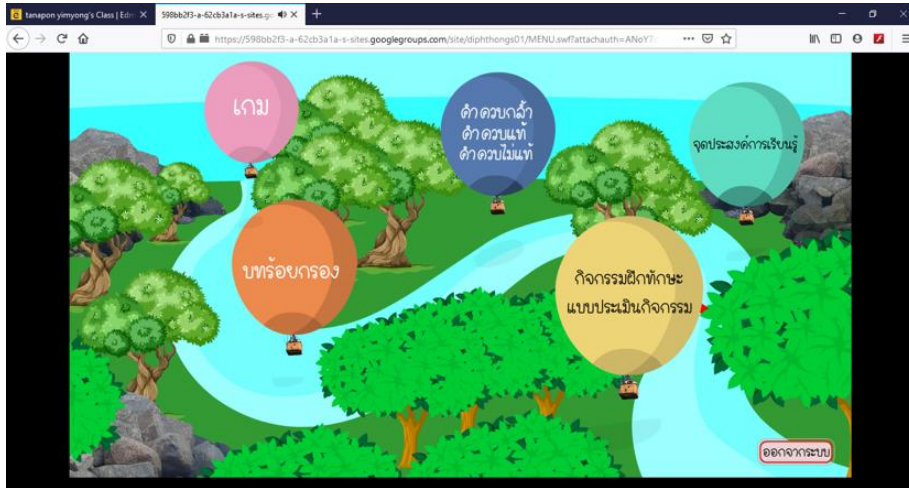 tanapon yimyong's Class | Edm
598bb2f3-a-62cb3a1a-s-sites.go
https://598bb2f3-a-62cb3a1a-s-sites.googlegroups.com/site/diphthongs01/MENU.swf?attachauth=ANoY7
เกม
คำควบกล้ำ
คำควบแท้
คำควบไม่แท้
จุดประสงค์การเรียนรู้
บทร้อยกรอง
กิจกรรมฝึกทักษะ
แบบประเมินกิจกรรม
ออกจากระบบ